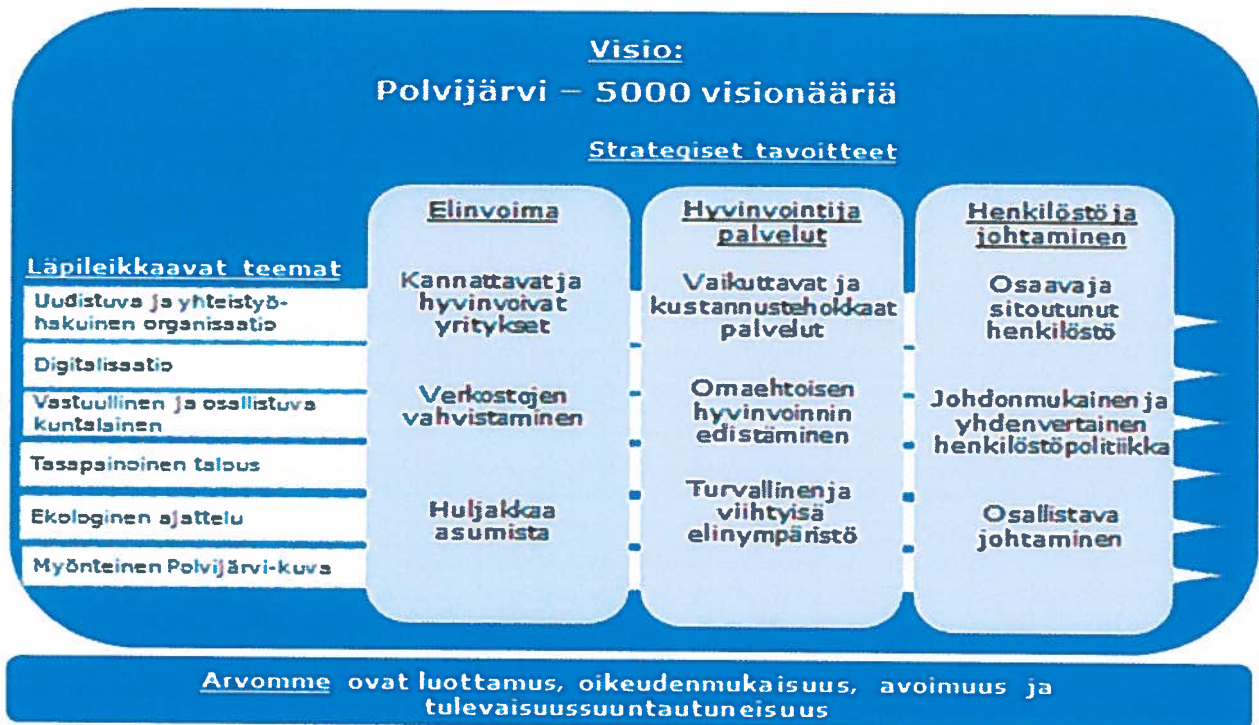 Visio:
Polvijärvi – 5000 visionääriä
Strategiset tavoitteet
Läpileikkaavat teemat
Uudistuva ja yhteistyö-
hakuinen organisaatio
Digitalisaatio
Vastuullinen ja osallistuva
kuntalainen
Tasapainoinen talous
Ekologinen ajattelu
Myönteinen Polvijärvi-kuva
Elinvoima
Kannattavat ja
hyvinvoivat
yritykset
Verkostojen
vahvistaminen
Huljakkaa
asumista
Hyvinvointi ja
palvelut
Vaikuttavat ja
kustannustehokkaat
palvelut
Omaehtoisen
hyvinvoinnin
edistäminen
Turvallinen ja
viihtyisä
elinympäristö
Henkilöstö ja
johtaminen
Osaava ja
sitoutunut
henkilöstö
Johdonmukainen ja
yhdenvertainen
henkilöstöpolitiikka
Osallistava
johtaminen
Arvomme ovat luottamus, oikeudenmukaisuus, avoimuus ja
tulevaisuussuuntautuneisuus